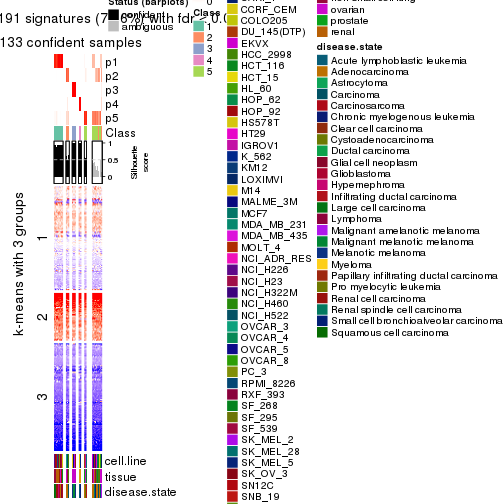 191 signatures
with fdr < 0.0
133 confident samples
p1
p2
p3
p4
p5
Class
1
0.5
0
Silhouette
score
k-means with 3 groups
1
2
3
cell.line
tissue
disease.state
Status (barplots)
confident
ambiguous
Class
1
2
3
4
5
CCRF_CEM
COLO205
DU_145(DTP)
EKVX
HCC_2998
HCT_116
HCT_15
HL_60
HOP_62
HOP_92
HS578T
HT29
IGROV1
K_562
KM12
LOXIMVI
M14
MALME_3M
MCF7
MDA_MB_231
MDA_MB_435
MOLT_4
NCI_ADR_RES
NCI_H226
NCI_H23
NCI_H322M
NCI_H460
NCI_H522
OVCAR_3
OVCAR_4
OVCAR_5
OVCAR_8
PC_3
RPMI_8226
RXF_393
SF_268
SF_295
SF_539
SK_MEL_2
SK_MEL_28
SK_MEL_5
SK_OV_3
SN12C
SNB_19
ovarian
prostate
renal
disease.state
Acute lymphoblastic leukemia
Adenocarcinoma
Astrocytoma
Carcinoma
Carcinosarcoma
Chronic myelogenous leukemia
Clear cell carcinoma
Cystoadenocarcinoma
Ductal carcinoma
Glial cell neoplasm
Glioblastoma
Hypernephroma
Infiltrating ductal carcinoma
Large cell carcinoma
Lymphoma
Malignant amelanotic melanoma
Malignant melanotic melanoma
Melanotic melanoma
Myeloma
Papillary infiltrating ductal carcinoma
Pro myelocytic leukemia
Renal cell carcinoma
Renal spindle cell carcinoma
Small cell bronchioalveolar carcinoma
Squamous cell carcinoma